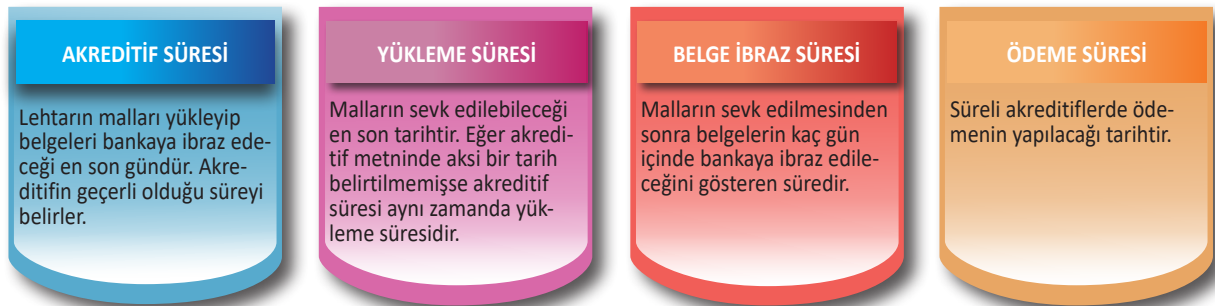 AKREDİTİF SÜRESİ
Lehtarın malları yükleyip
belgeleri bankaya ibraz ede-
ceği en son gündür. Akre-
ditifin geçerli olduğu süreyi
belirler.
YÜKLEME SÜRESİ
Malların sevk edilebileceği
en son tarihtir. Eğer akredi-
tif metninde aksi bir tarih
belirtilmemişse akreditif
süresi aynı zamanda yük-
leme süresidir.
BELGE İBRAZ SÜRESİ
Malların sevk edilmesinden
sonra belgelerin kaç gün
içinde bankaya ibraz edile-
ceğini gösteren süredir.
ÖDEME SÜRESİ
Süreli akreditiflerde öde-
menin yapılacağı tarihtir.